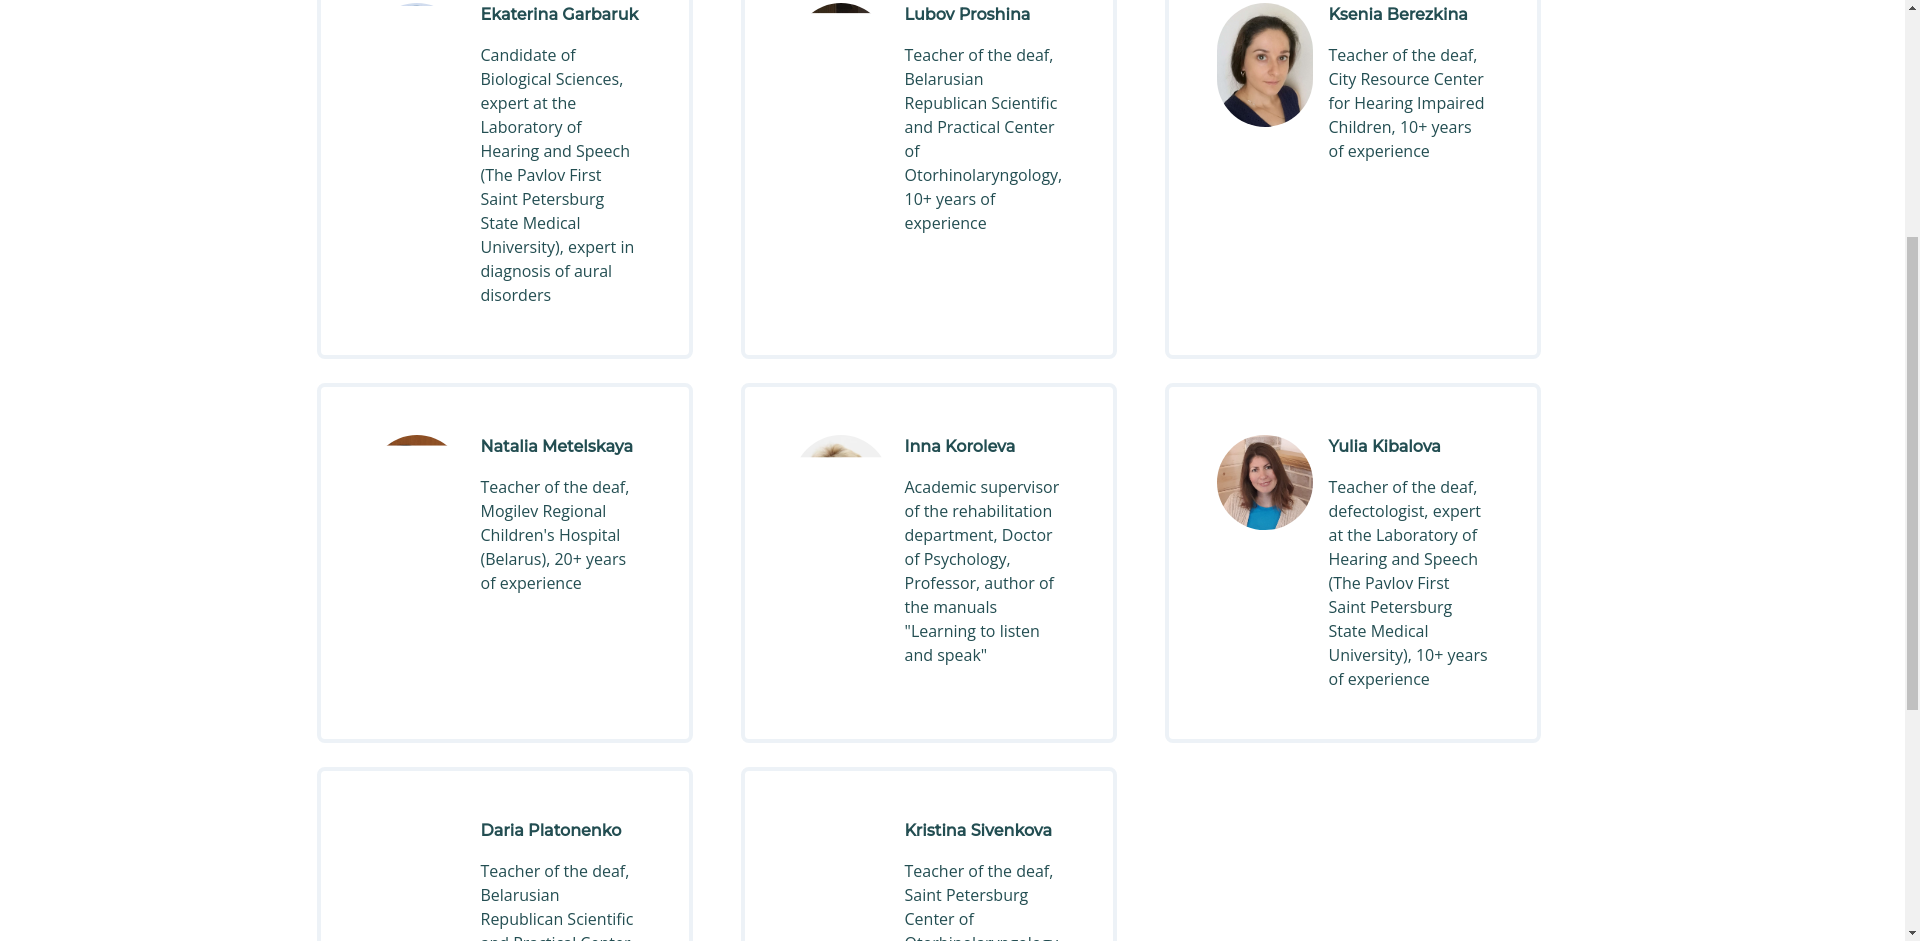 Ekaterina Garbaruk
Candidate of
Biological Sciences,
expert at the
Laboratory of
Hearing and Speech
(The Pavlov First
Saint Petersburg
State Medical
University), expert in
diagnosis of aural
disorders
Lubov Proshina
Teacher of the deaf,
Belarusian
Republican Scientific
and Practical Center
of
Otorhinolaryngology,
10+ years of
experience
Ksenia Berezkina
Teacher of the deaf,
City Resource Center
for Hearing Impaired
Children, 10+ years
of experience
Natalia Metelskaya
Teacher of the deaf,
Mogilev Regional
Children's Hospital
(Belarus), 20+ years
of experience
Inna Koroleva
Academic supervisor
of the rehabilitation
department, Doctor
of Psychology,
Professor, author of
the manuals
"Learning to listen
and speak"
Yulia Kibalova
Teacher of the deaf,
defectologist, expert
at the Laboratory of
Hearing and Speech
(The Pavlov First
Saint Petersburg
State Medical
University), 10+ years
of experience
Daria Platonenko
Teacher of the deaf,
Belarusian
Republican Scientific
and Practical Center
Kristina Sivenkova
Teacher of the deaf,
Saint Petersburg
Center of
Otorhinolaryngology